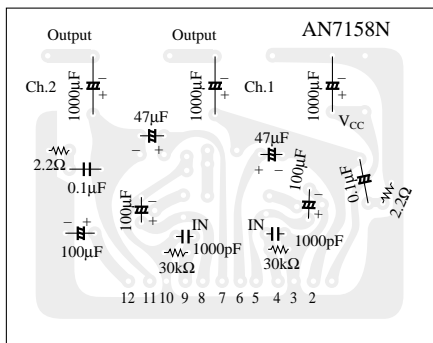 Output Output AN7158N
Ch.2 1000μF − + 1000μF − + Ch.1 1000μF − +
V_CC
47μF − +
47μF + −
2.2Ω
0.1μF
100μF − +
100μF − +
100μF − +
0.1μF
2.2Ω
IN 1000pF
30kΩ
IN 1000pF
30kΩ
12 11 10 9 8 7 6 5 4 3 2